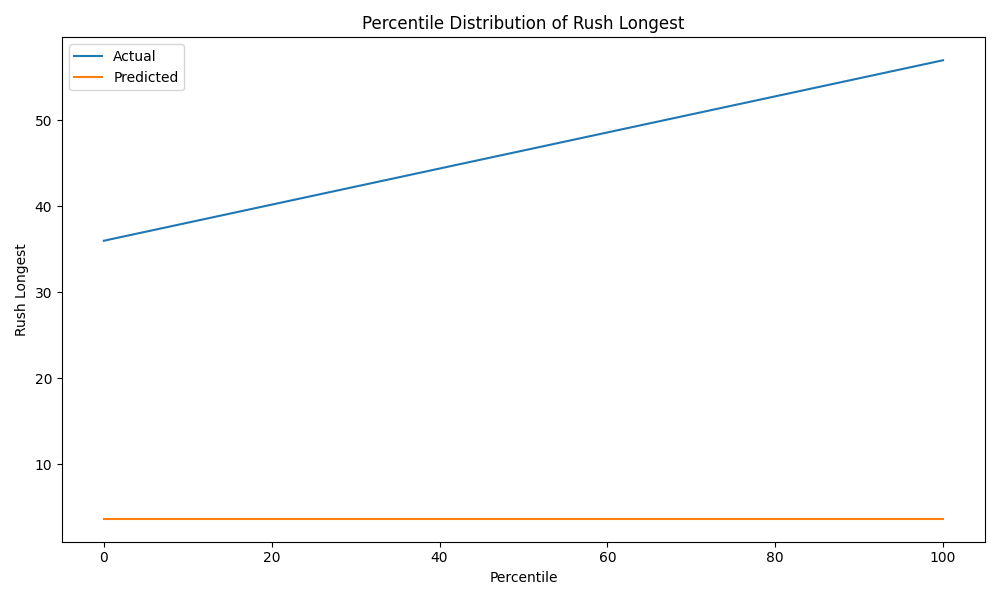 Percentile Distribution of Rush Longest
Actual
Predicted
50
40
30
20
10
Rush Longest
0 20 40 60 80 100
Percentile